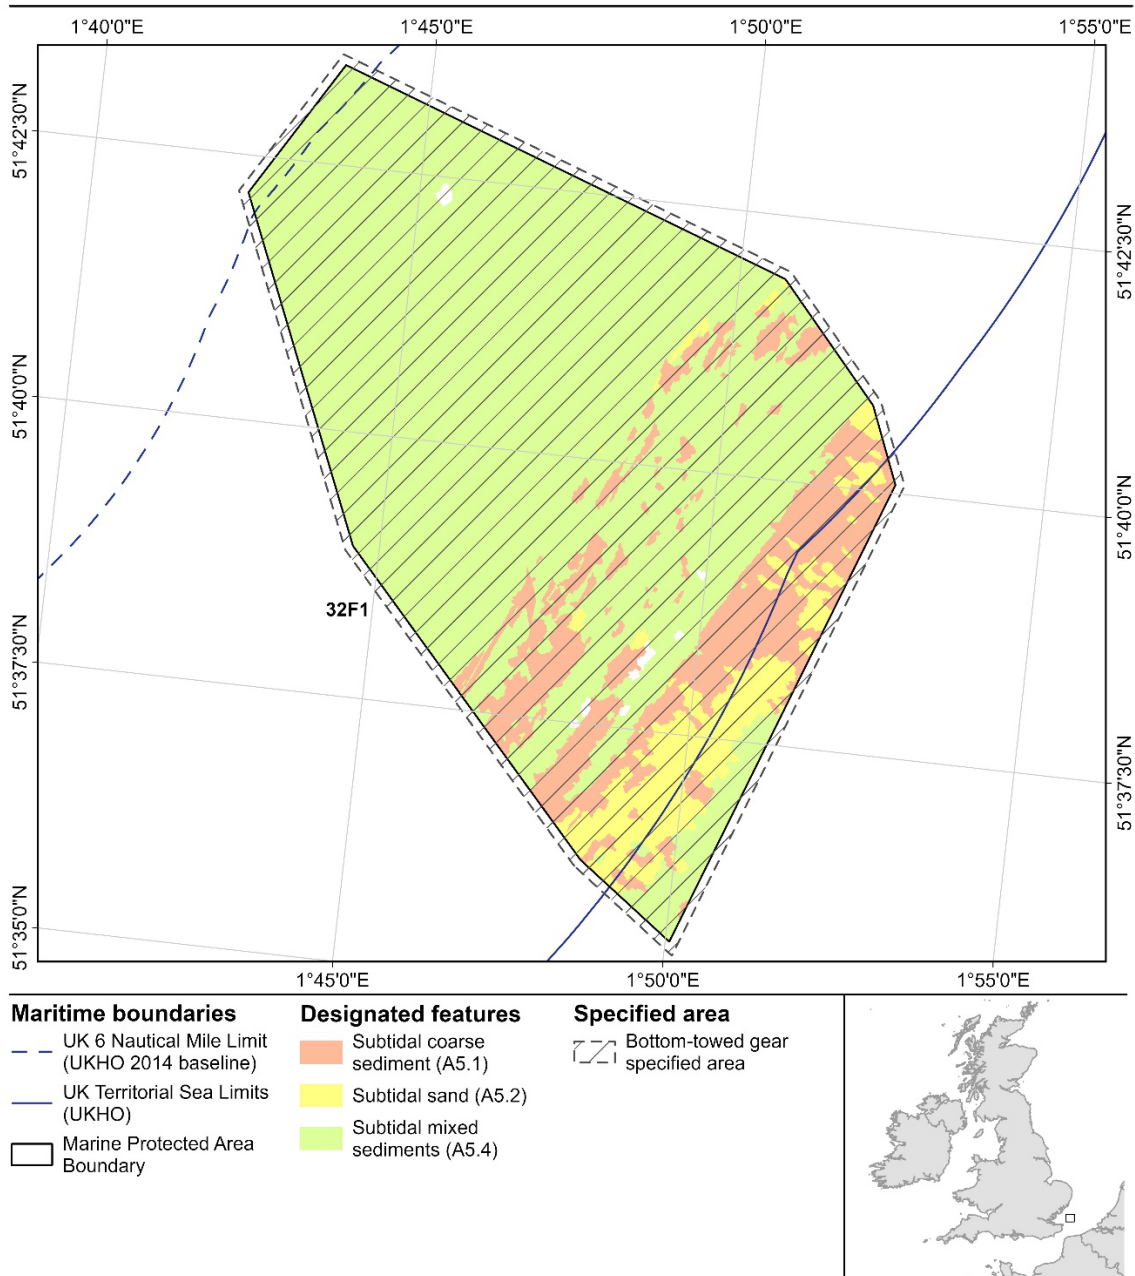 1°40'0"E 1°45'0"E 1°50'0"E 1°55'0"E
51°42'30"N
51°42'30"N
51°40'0"N
51°40'0"N
32F1
51°37'30"N
51°37'30"N
51°35'0"N
1°45'0"E 1°50'0"E 1°55'0"E
Maritime boundaries
UK 6 Nautical Mile Limit
(UKHO 2014 baseline)
UK Territorial Sea Limits
(UKHO)
Marine Protected Area
Boundary
Designated features
Subtidal coarse
sediment (A5.1)
Subtidal sand (A5.2)
Subtidal mixed
sediments (A5.4)
Specified area
Bottom-towed gear
specified area